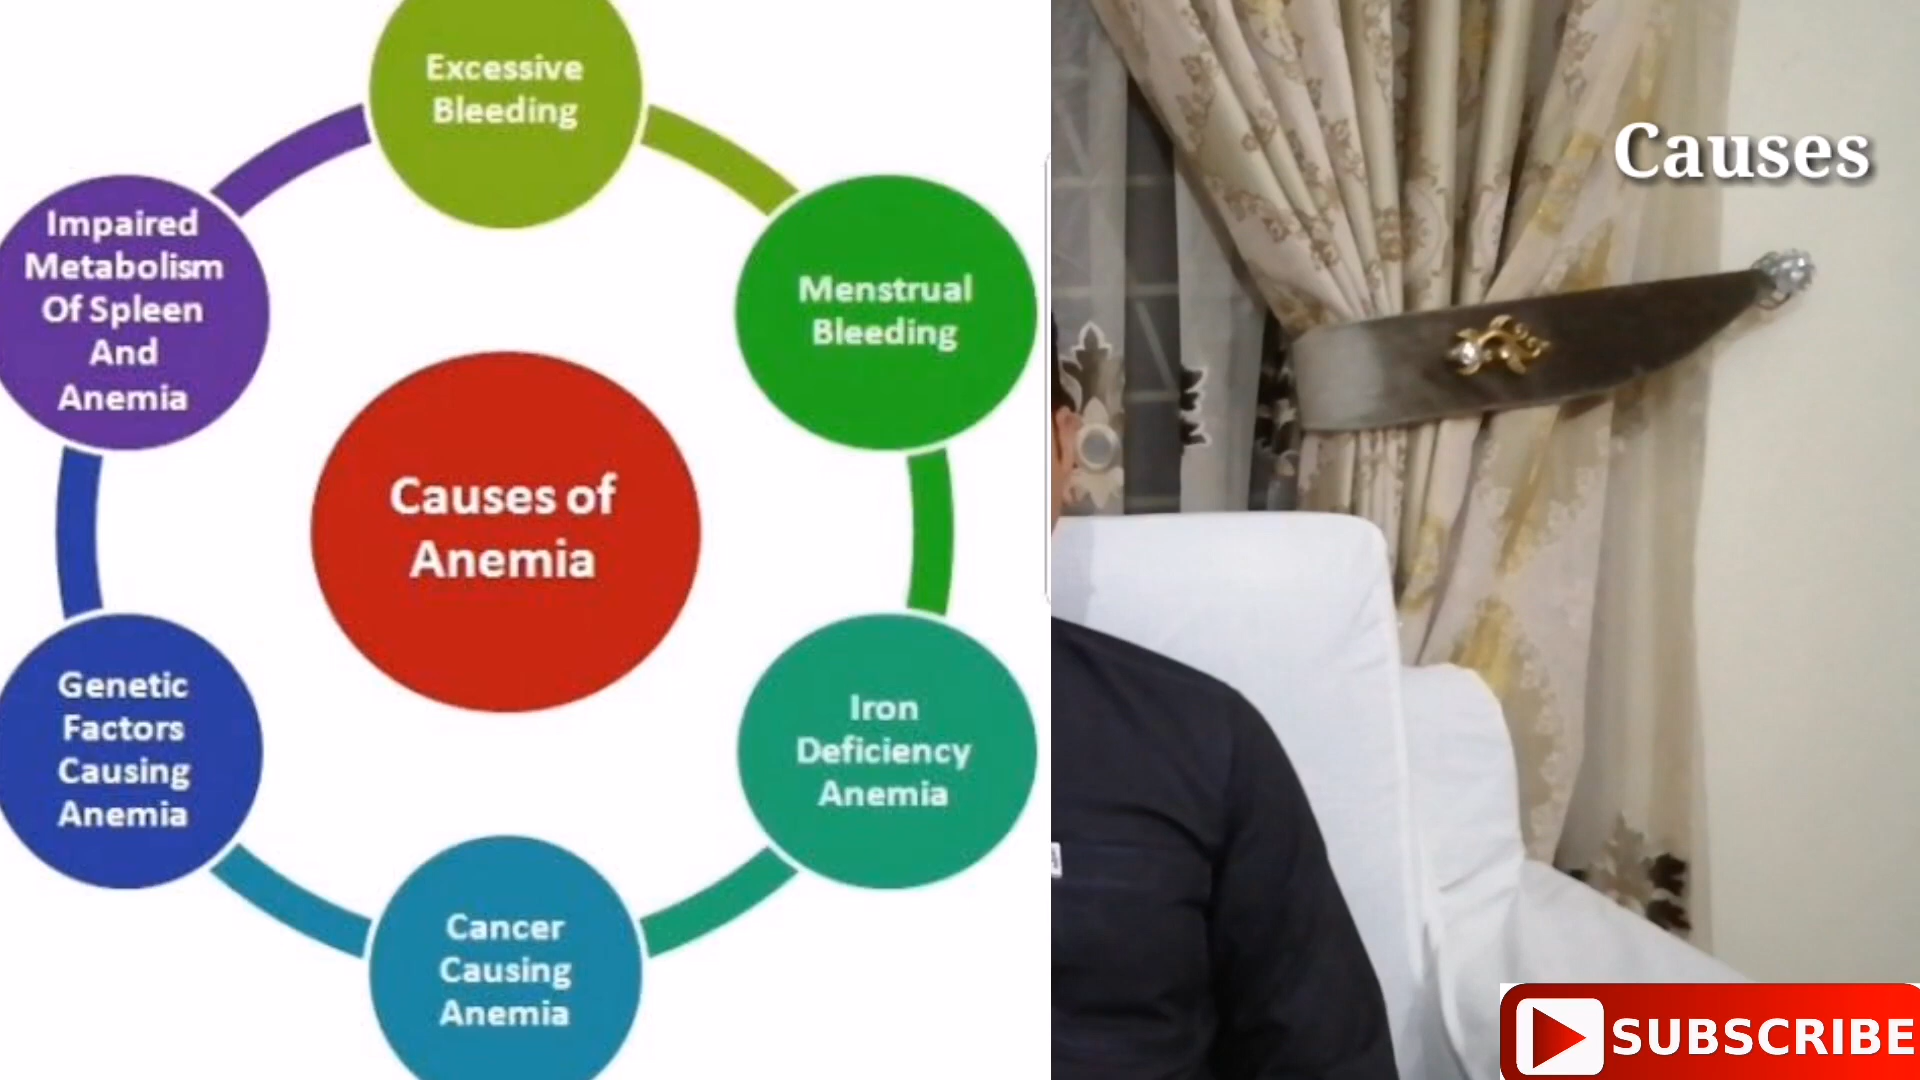 Excessive
Bleeding
Menstrual
Bleeding
Iron
Deficiency
Anemia
Cancer
Causing
Anemia
Genetic
Factors
Causing
Anemia
Impaired
Metabolism
Of Spleen
And
Anemia
Causes of
Anemia
Causes
SUBSCRIBE